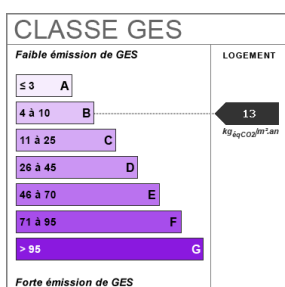 CLASSE GES
Faible émission de GES
LOGEMENT
≤ 3 A
4 à 10 B
13
kgéqCO2/m².an
11 à 25 C
26 à 45 D
46 à 70 E
71 à 95 F
> 95 G
Forte émission de GES